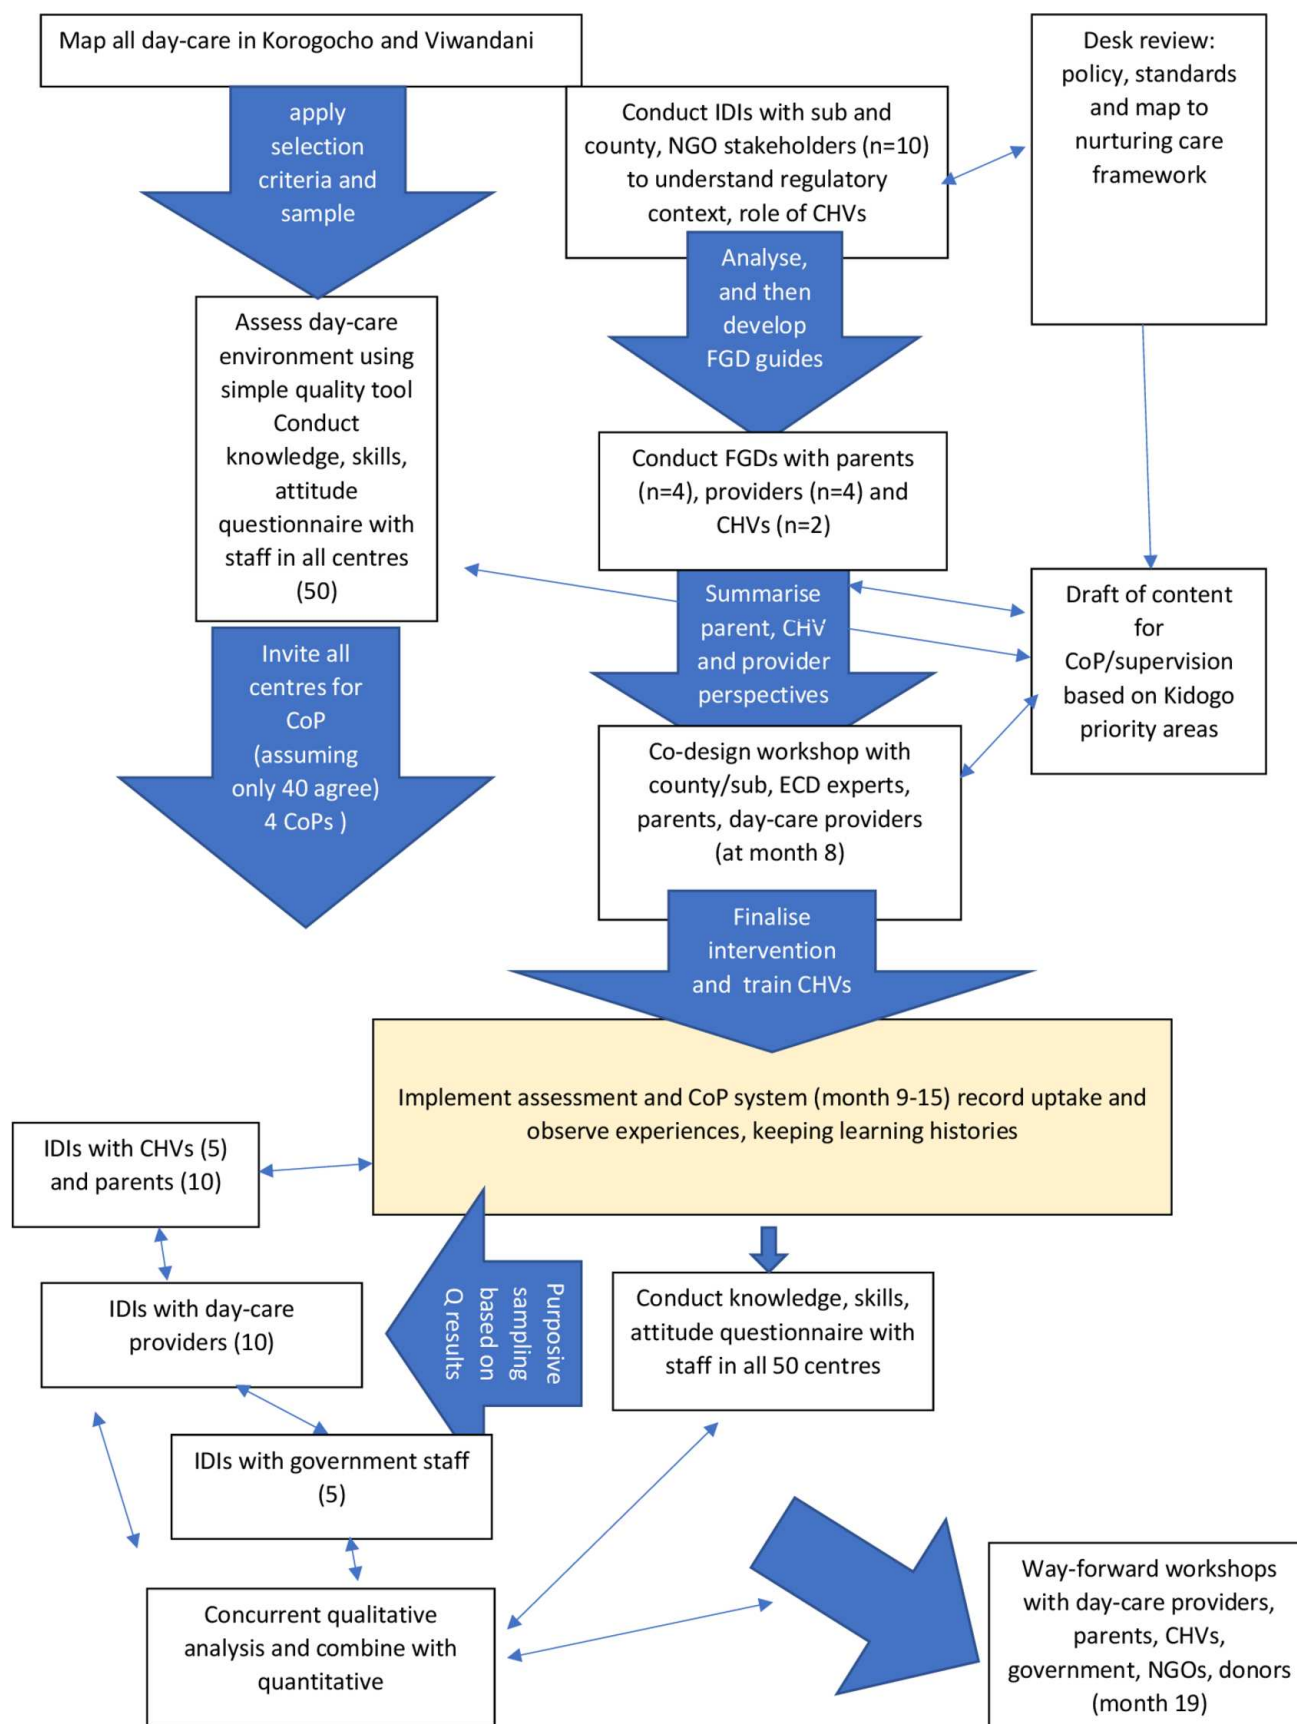 Map all day-care in Korogocho and Viwandani
apply
selection
criteria and
sample
Conduct IDIs with sub and
county, NGO stakeholders (n=10)
to understand regulatory
context, role of CHVs
Desk review:
policy, standards
and map to
nurturing care
framework
Analyse,
and then
develop
FGD guides
Assess day-care
environment using
simple quality tool
Conduct
knowledge, skills,
attitude
questionnaire with
staff in all centres
(50)
Conduct FGDs with parents
(n=4), providers (n=4) and
CHVs (n=2)
Summarise
parent, CHV
and provider
perspectives
Draft of content
for
CoP/supervision
based on Kidogo
priority areas
Invite all
centres for
CoP
(assuming
only 40 agree)
4 CoPs )
Co-design workshop with
county/sub, ECD experts,
parents, day-care providers
(at month 8)
Finalise
intervention
and train CHVs
Implement assessment and CoP system (month 9-15) record uptake and
observe experiences, keeping learning histories
IDIs with CHVs (5)
and parents (10)
IDIs with day-care
providers (10)
Purposive
sampling
based on
Q results
Conduct knowledge, skills,
attitude questionnaire with
staff in all 50 centres
IDIs with government staff
(5)
Concurrent qualitative
analysis and combine with
quantitative
Way-forward workshops
with day-care providers,
parents, CHVs,
government, NGOs, donors
(month 19)